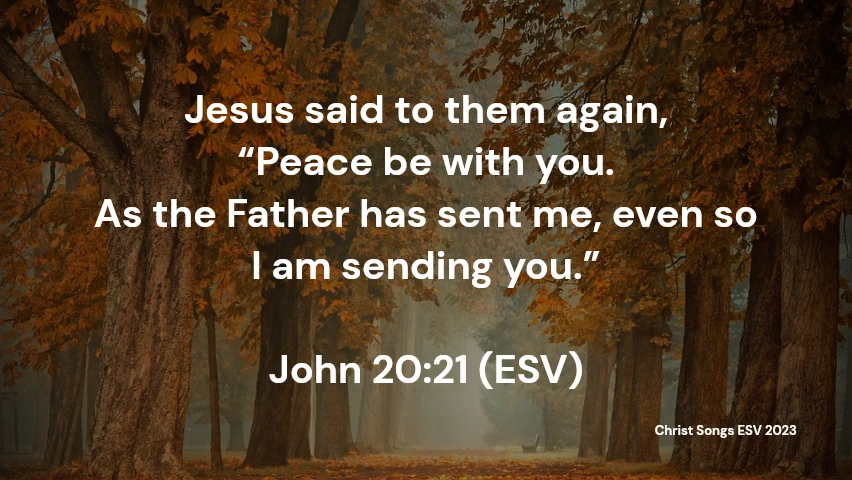 Jesus said to them again,
“Peace be with you.
As the Father has sent me, even so
I am sending you.”
John 20:21 (ESV)
Christ Songs ESV 2023